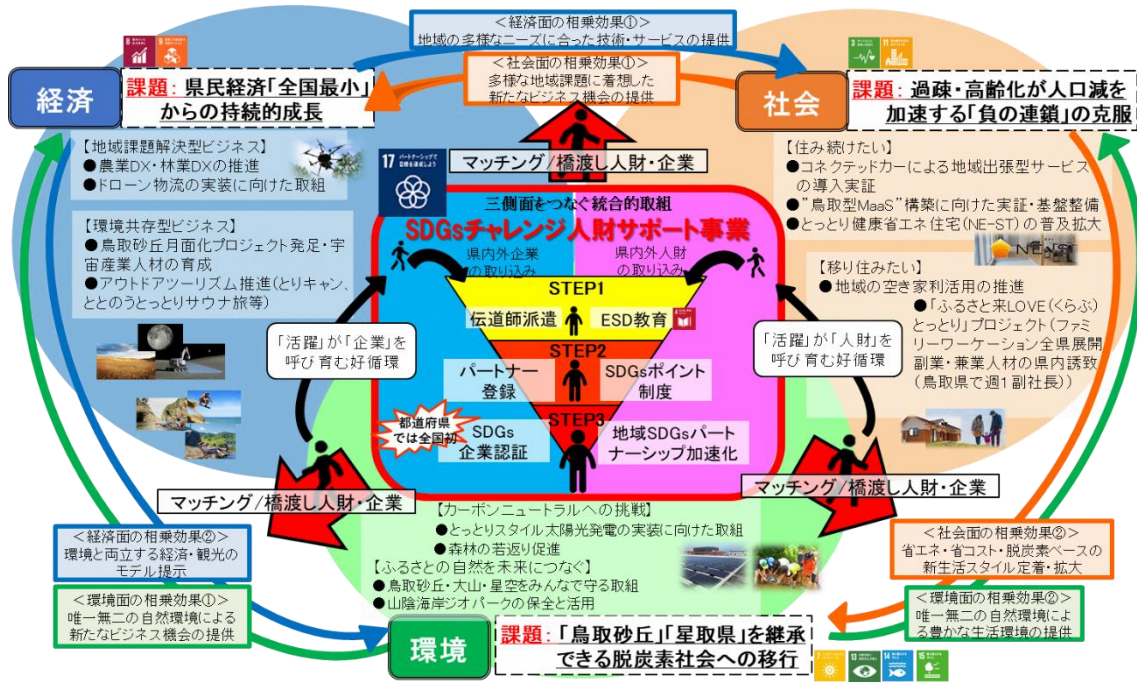 <経済面の相乗効果①>
地域の多様なニーズに合った技術・サービスの提供
<社会面の相乗効果①>
多様な地域課題に着想した
新たなビジネス機会の提供
経済
課題：県民経済「全国最小」
からの持続的成長
社会
課題：過疎・高齢化が人口減を
加速する「負の連鎖」の克服
【地域課題解決型ビジネス】
●農業DX・林業DXの推進
●ドローン物流の実装に向けた取組
【環境共存型ビジネス】
●鳥取砂丘月面化プロジェクト発足・宇
宙産業人材の育成
●アウトドアツーリズム推進(とりキャン、
ととのうとっとりサウナ旅等)
17 パートナーシップで
目標を達成しよう
マッチング/橋渡し人財・企業
三側面をつなぐ統合的取組
SDGsチャレンジ人財サポート事業
県内外企業
の取り込み
県内外人財
の取り込み
STEP1
伝道師派遣
ESD教育
STEP2
パートナー
登録
SDGsポイント
制度
STEP3
都道府県
では全国初
SDGs
企業認証
地域SDGsパート
ナーシップ加速化
【住み続けたい】
●コネクテッドカーによる地域出張型サービス
の導入実証
●”鳥取型MaaS”構築に向けた実証・基盤整備
●とっとり健康省エネ住宅(NE-ST)の普及拡大
NE-ST
【移り住みたい】
●地域の空き家利活用の推進
●「ふるさと来LOVE(くらぶ)
とっとり」プロジェクト(ファミ
リーワーケーション全県展開
副業・兼業人材の県内誘致
(鳥取県で週1副社長))
「活躍」が「企業」を
呼び育む好循環
「活躍」が「人財」を
呼び育む好循環
マッチング/橋渡し人財・企業
マッチング/橋渡し人財・企業
【カーボンニュートラルへの挑戦】
●とっとりスタイル太陽光発電の実装に向けた取組
●森林の若返り促進
【ふるさとの自然を未来につなぐ】
●鳥取砂丘・大山・星空をみんなで守る取組
●山陰海岸ジオパークの保全と活用
<経済面の相乗効果②>
環境と両立する経済・観光の
モデル提示
<環境面の相乗効果①>
唯一無二の自然環境による
新たなビジネス機会の提供
<社会面の相乗効果②>
省エネ・省コスト・脱炭素ベースの
新生活スタイル定着・拡大
<環境面の相乗効果②>
唯一無二の自然環境によ
る豊かな生活環境の提供
環境
課題：「鳥取砂丘」「星取県」を継承
できる脱炭素社会への移行